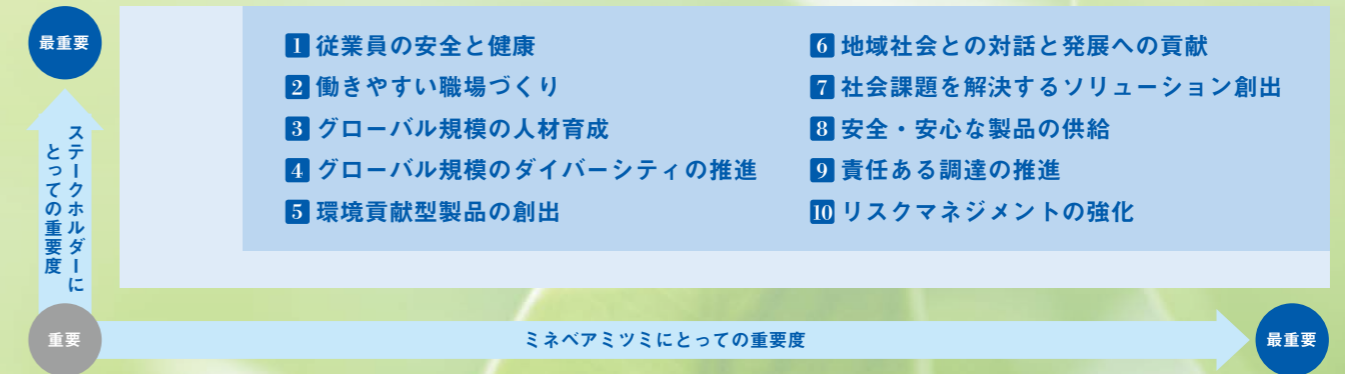 最重要
ステークホルダーに
とっての重要度
重要
1 従業員の安全と健康
2 働きやすい職場づくり
3 グローバル規模の人材育成
4 グローバル規模のダイバーシティの推進
5 環境貢献型製品の創出
6 地域社会との対話と発展への貢献
7 社会課題を解決するソリューション創出
8 安全・安心な製品の供給
9 責任ある調達の推進
10 リスクマネジメントの強化
ミネベアミツミにとっての重要度
最重要